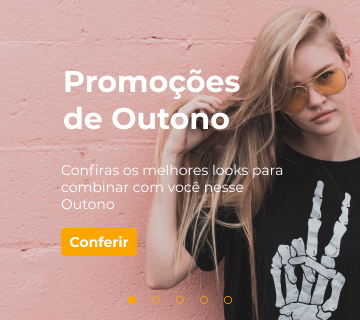 Promoções
de Outono
Confiras os melhores looks para
combinar com você nesse
Outono
Conferir